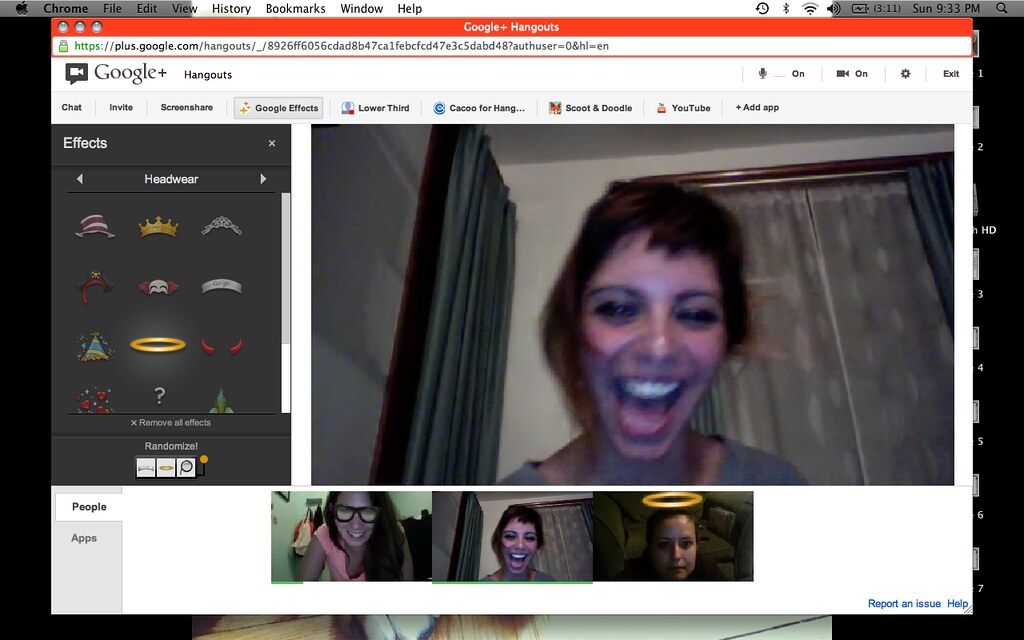 Chrome File Edit View History Bookmarks Window Help (3:11) Sun 9:33 PM
Google+ Hangouts
https://plus.google.com/hangouts/_/8926ff6056cdad8b47ca1febcfcd47e3c5dabd48?authuser=0&hl=en
Google+ Hangouts ..... On On Exit
1
Chat Invite Screenshare Google Effects Lower Third Cacoo for Hang... Scoot & Doodle YouTube + Add app
Effects ×
2
Headwear
h HD
3
4
?
× Remove all effects
5
Randomize!
People
6
Apps
7
Report an issue Help